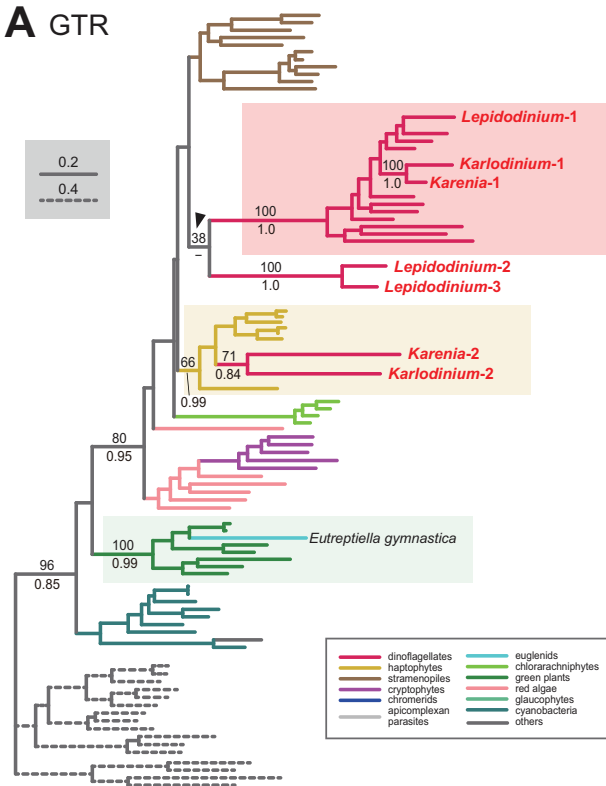 A GTR
0.2
0.4
Lepidodinium-1
100
Karlodinium-1
1.0
Karenia-1
100
38
1.0
–
100
Lepidodinium-2
1.0
Lepidodinium-3
71
Karenia-2
66
0.84
Karlodinium-2
0.99
80
0.95
Eutreptiella gymnastica
100
0.99
96
0.85
dinoflagellates
haptophytes
stramenopiles
cryptophytes
chromerids
apicomplexan
parasites
euglenids
chlorarachniphytes
green plants
red algae
glaucophytes
cyanobacteria
others